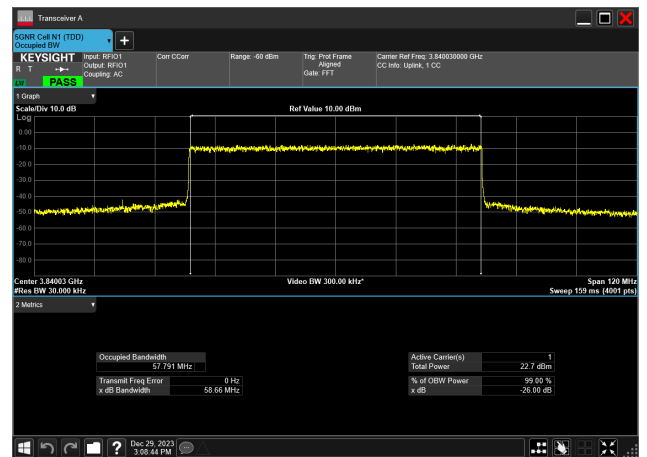 Transceiver A
5GNR Cell N1 (TDD)
Occupied BW
KEYSIGHT
R T
LV
PASS
Input: RFIO1
Output: RFIO1
Coupling: AC
Corr CCorr
Range: -60 dBm
Trig: Prot Frame
Aligned
Gate: FFT
Carrier Ref Freq: 3.840030000 GHz
CC Info: Uplink, 1 CC
1 Graph
Scale/Div 10.0 dB
Ref Value 10.00 dBm
Log
0.00
-10.0
-20.0
-30.0
-40.0
-50.0
-60.0
-70.0
-80.0
Center 3.84003 GHz
Video BW 300.00 kHz*
Span 120 MHz
#Res BW 30.000 kHz
Sweep 159 ms (4001 pts)
2 Metrics
Occupied Bandwidth
57.791 MHz
Transmit Freq Error 0 Hz
x dB Bandwidth 58.66 MHz
Active Carrier(s) 1
Total Power 22.7 dBm
% of OBW Power 99.00 %
x dB -26.00 dB
Dec 29, 2023
3:08:44 PM